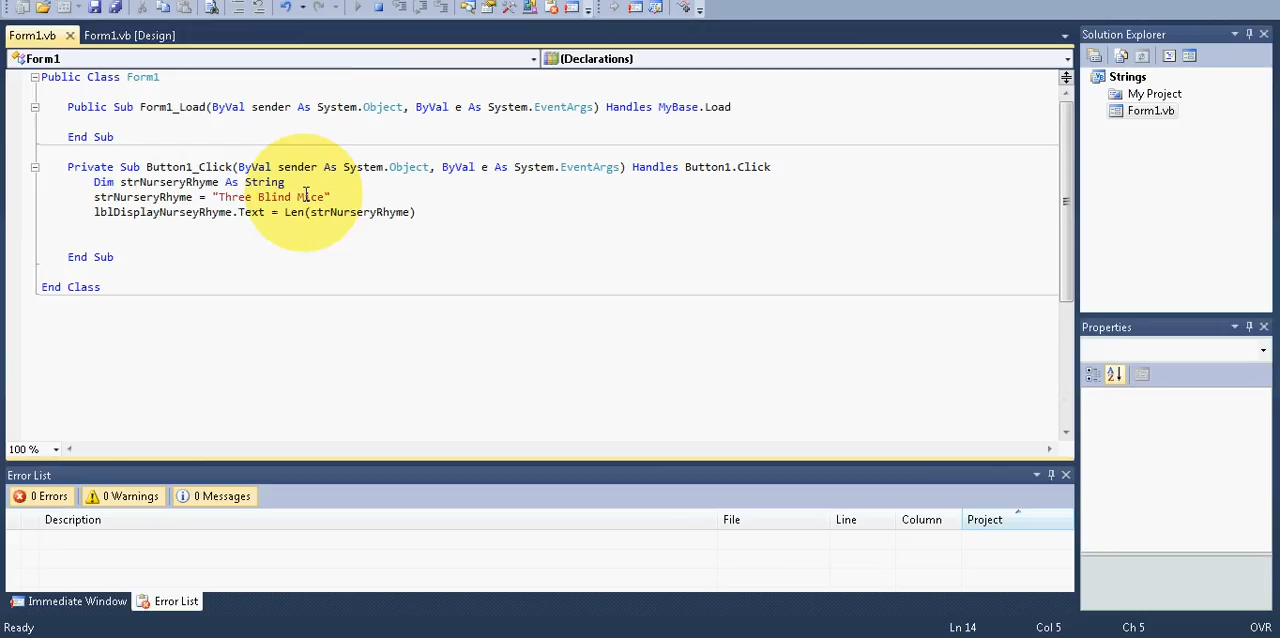 Form1.vb
Form1.vb [Design]
Form1
(Declarations)
Public Class Form1
Public Sub Form1_Load(ByVal sender As System.Object, ByVal e As System.EventArgs) Handles MyBase.Load
End Sub
Private Sub Button1_Click(ByVal sender As System.Object, ByVal e As System.EventArgs) Handles Button1.Click
Dim strNurseryRhyme As String
strNurseryRhyme = "Three Blind Mice"
lblDisplayNurseyRhyme.Text = Len(strNurseryRhyme)
End Sub
End Class
100 %
Solution Explorer
Strings
My Project
Form1.vb
Properties
Error List
0 Errors
0 Warnings
0 Messages
Description
File
Line
Column
Project
Immediate Window
Error List
Ready
Ln 14
Col 5
Ch 5
OVR